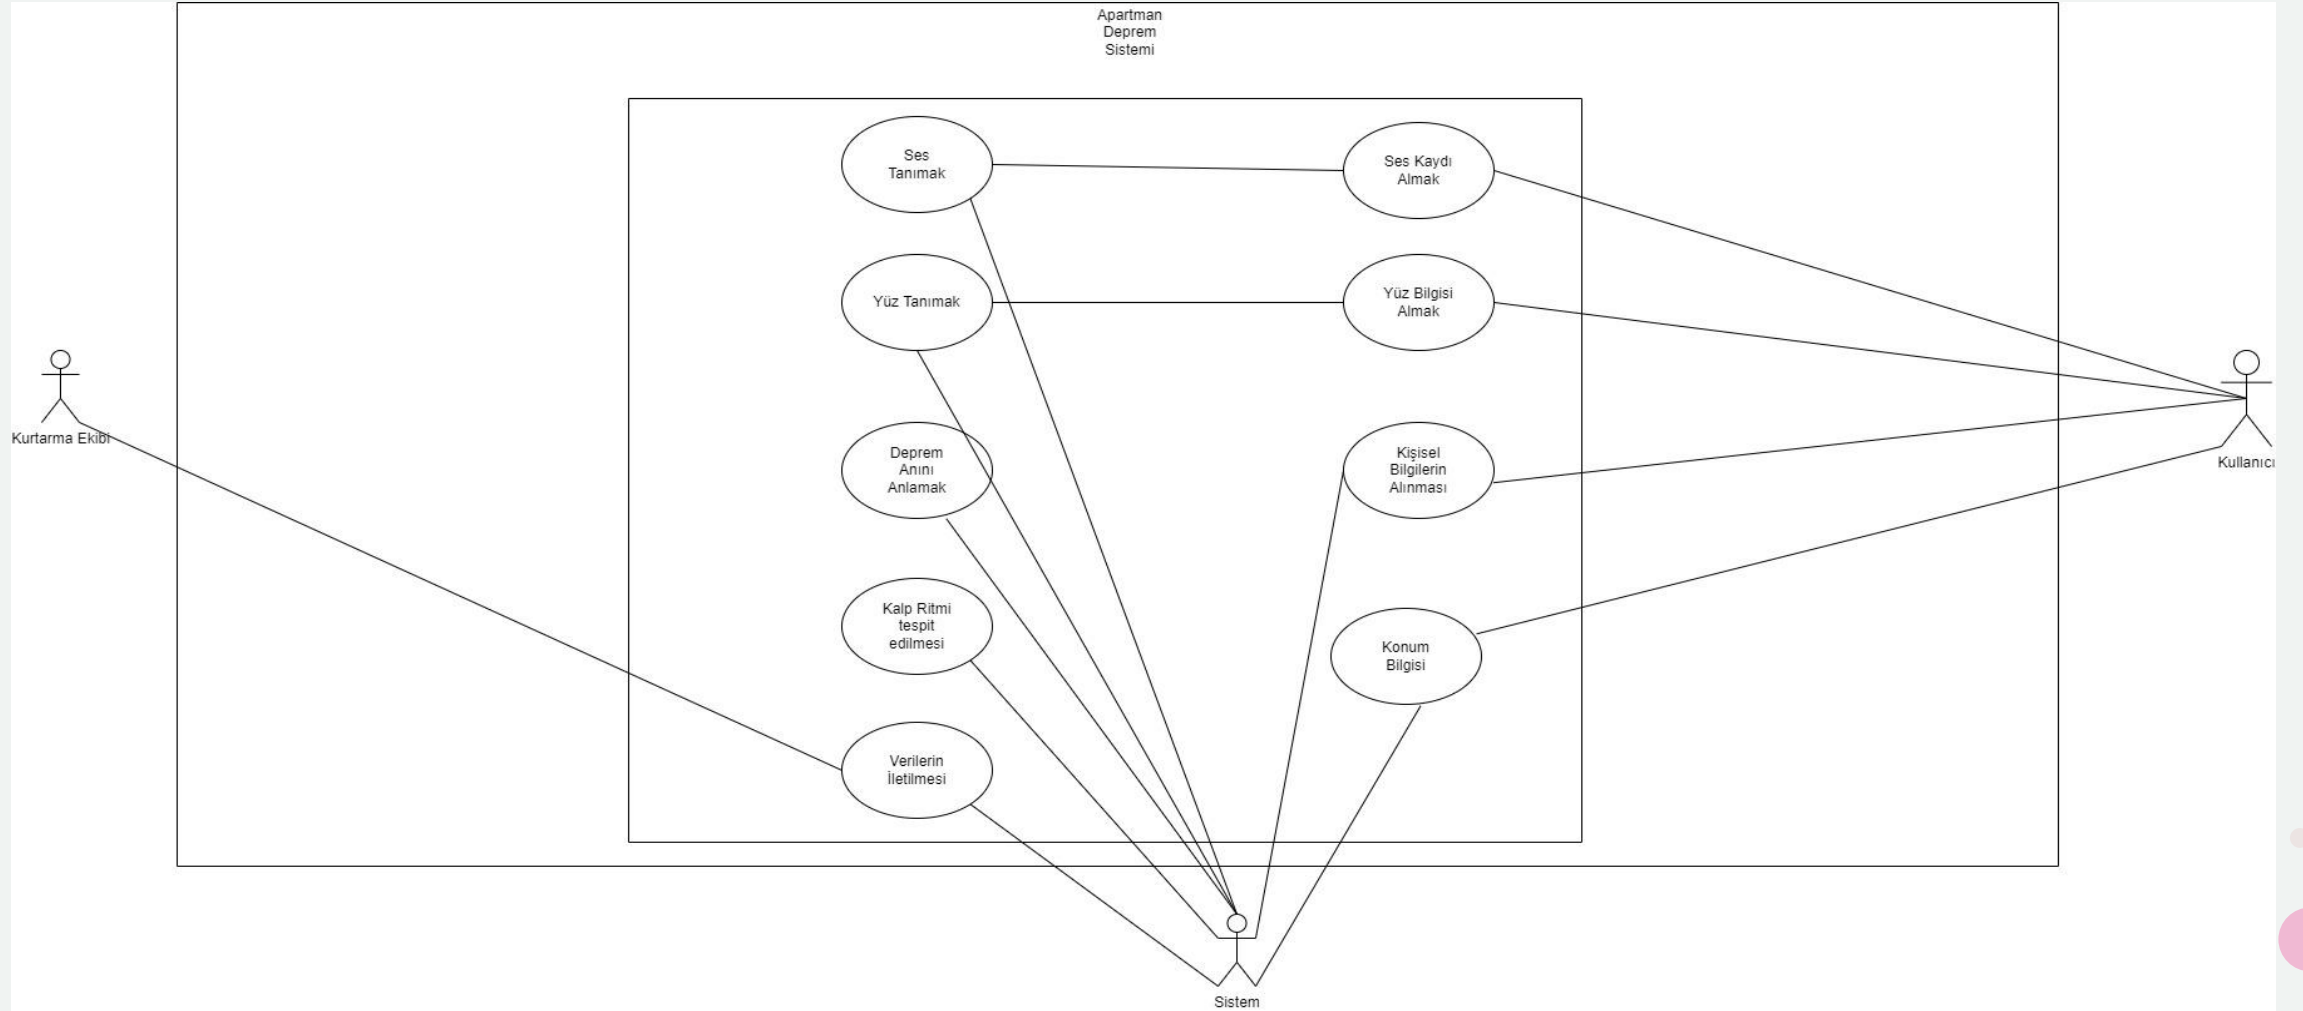 Apartman
Deprem
Sistemi
Ses
Tanımak
Ses Kaydı
Almak
Yüz Tanımak
Yüz Bilgisi
Almak
Kurtarma Ekibi
Kullanıcı
Deprem
Anını
Anlamak
Kişisel
Bilgilerin
Alınması
Kalp Ritmi
tespit
edilmesi
Konum
Bilgisi
Verilerin
İletilmesi
Sistem